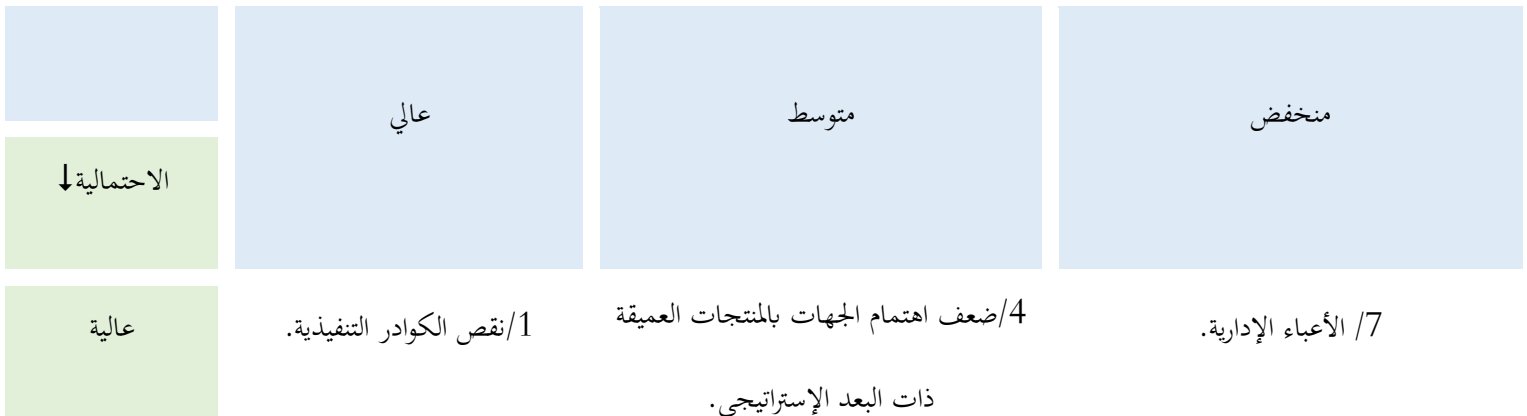 منخفض
متوسط
عالي
الاحتمالية↓
7/ الأعباء الإدارية.
4/ضعف اهتمام الجهات بالمنتجات العميقة
ذات البعد الإستراتيجي.
1/نقص الكوادر التنفيذية.
عالية